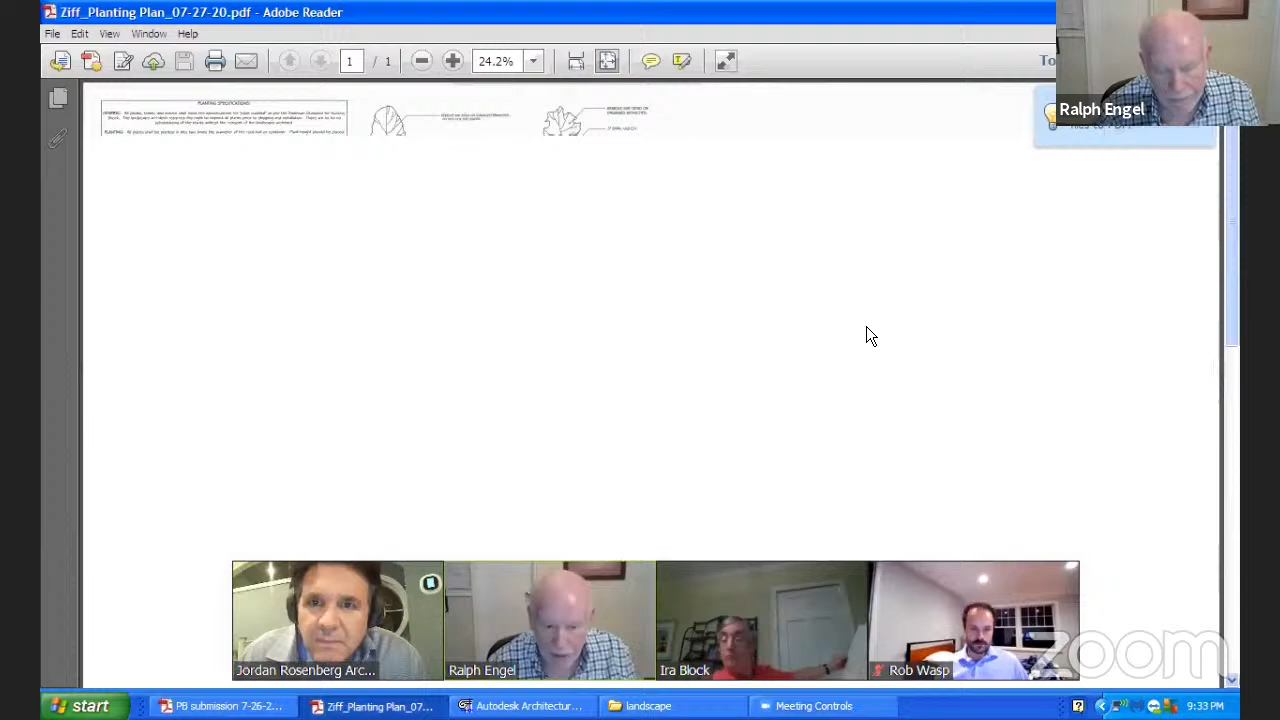 Ziff_Planting Plan_07-27-20.pdf - Adobe Reader
File Edit View Window Help
1 / 1 24.2% To
Ralph Engel
PLANTING SPECIFICATIONS
Jordan Rosenberg Arc...
Ralph Engel
Ira Block
Rob Wasp
zoom
start
PB submission 7-26-2...
Ziff_Planting Plan_07...
Autodesk Architectur...
landscape
Meeting Controls
9:33 PM